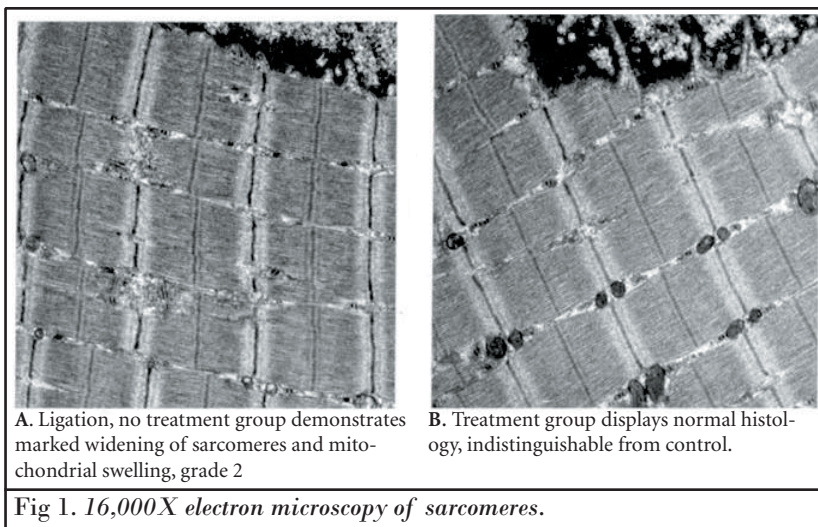 A. Ligation, no treatment group demonstrates
marked widening of sarcomeres and mito-
chondrial swelling, grade 2
B. Treatment group displays normal histol-
ogy, indistinguishable from control.
Fig 1. 16,000X electron microscopy of sarcomeres.